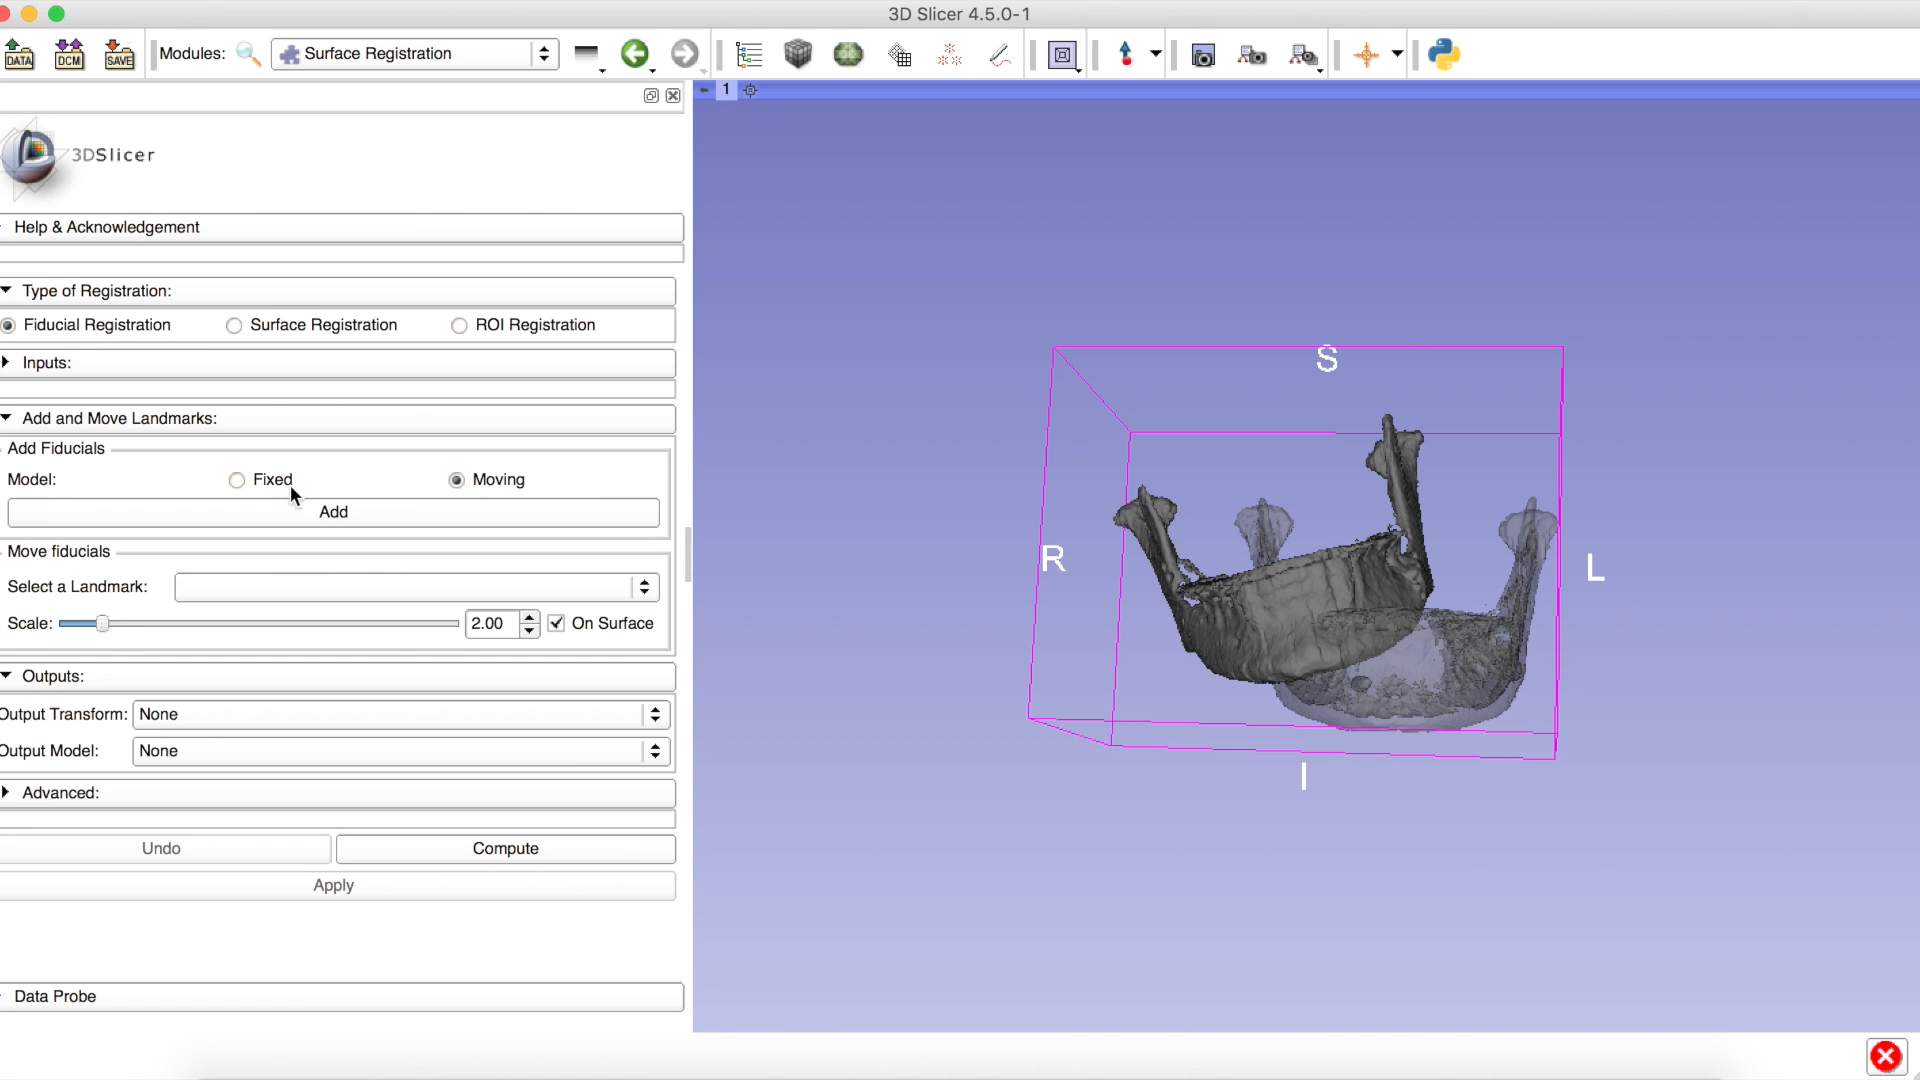 3D Slicer 4.5.0-1
DATA DCM SAVE Modules: Surface Registration
1
3DSlicer
Help & Acknowledgement
Type of Registration:
Fiducial Registration Surface Registration ROI Registration
Inputs:
Add and Move Landmarks:
Add Fiducials
Model: Fixed Moving
Add
Move fiducials
Select a Landmark:
Scale: 2.00 On Surface
Outputs:
Output Transform: None
Output Model: None
Advanced:
Undo Compute
Apply
Data Probe
S
R
L
I